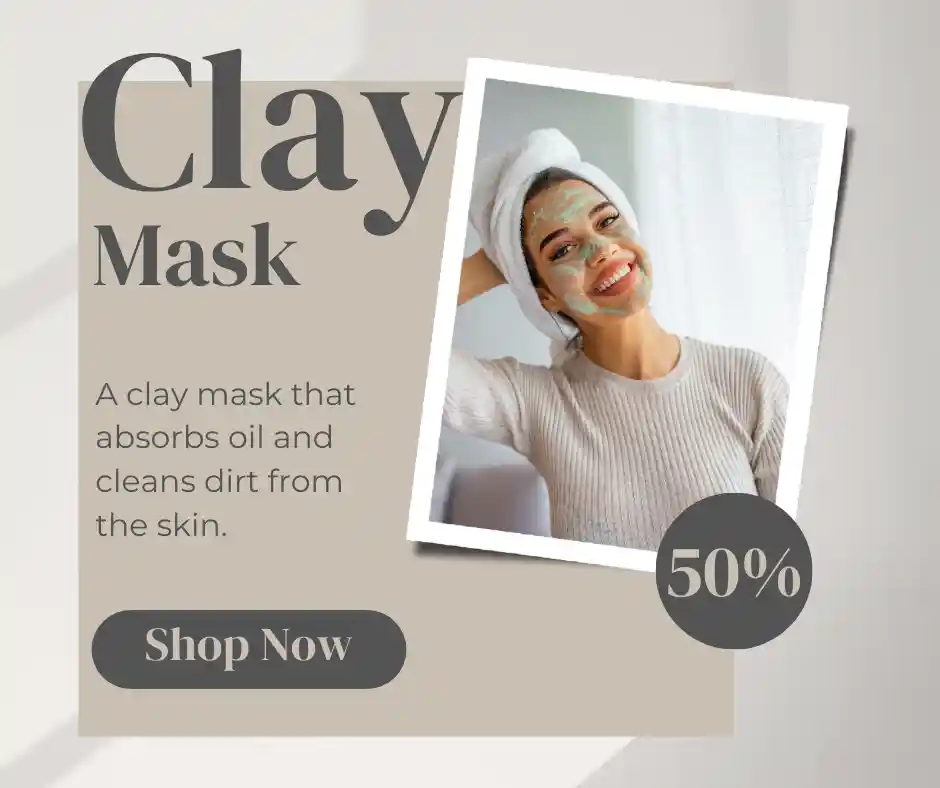 Clay
Mask
A clay mask that
absorbs oil and
cleans dirt from
the skin.
50%
Shop Now